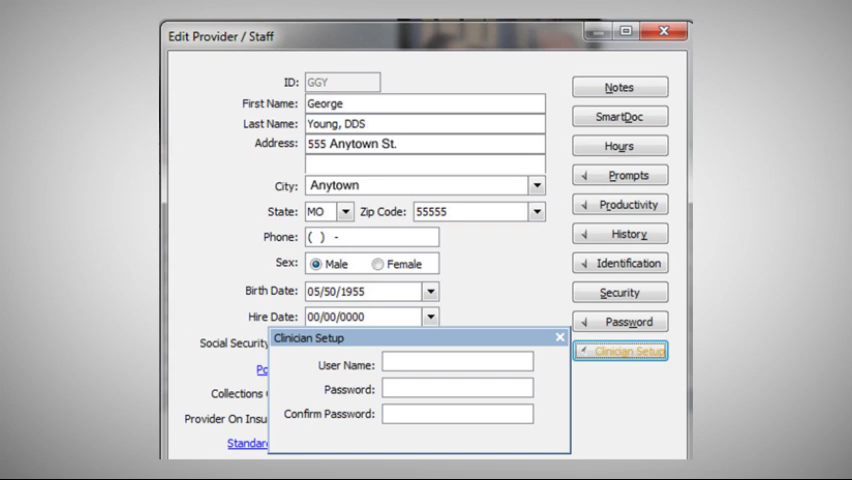 Edit Provider / Staff
ID: GGY
Notes
First Name: George
Last Name: Young, DDS
SmartDoc
Address: 555 Anytown St.
Hours
Prompts
City: Anytown
State: MO Zip Code: 55555
Productivity
Phone: ( ) -
History
Sex: Male Female
Identification
Birth Date: 05/50/1955
Security
Hire Date: 00/00/0000
Password
Clinician Setup
Social Security
Clinician Setup
User Name:
Password:
Collections
Confirm Password:
Provider On Insu
Standar